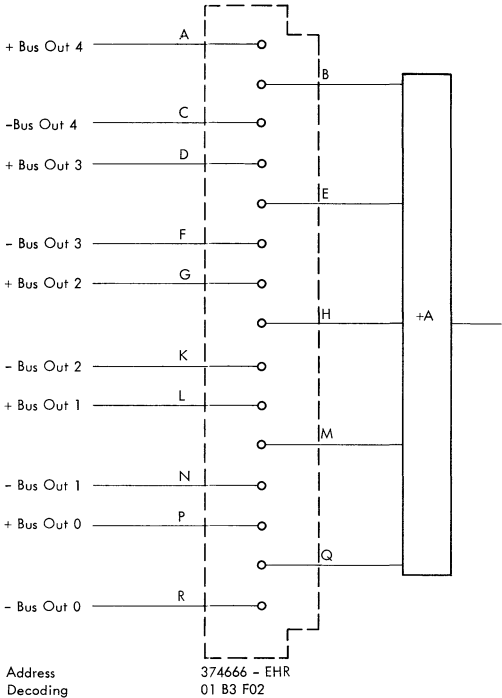 + Bus Out 4 A
B
-Bus Out 4 C
+ Bus Out 3 D
E
- Bus Out 3 F
+ Bus Out 2 G
H +A
- Bus Out 2 K
+ Bus Out 1 L
M
- Bus Out 1 N
+ Bus Out 0 P
Q
- Bus Out 0 R
Address 374666 - EHR
Decoding 01 B3 F02